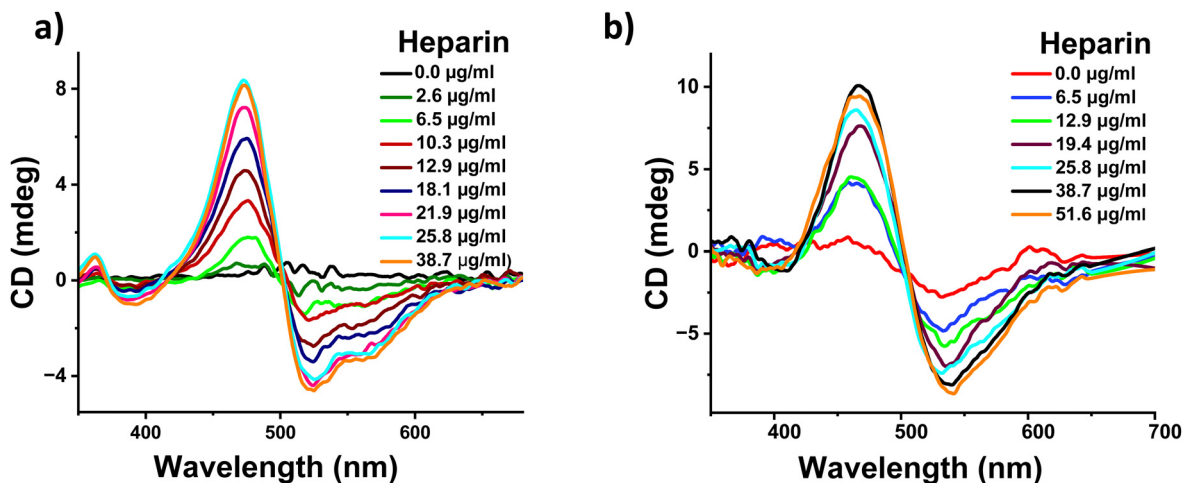 a)
Heparin
0.0 µg/ml
2.6 µg/ml
6.5 µg/ml
10.3 µg/ml
12.9 µg/ml
18.1 µg/ml
21.9 µg/ml
25.8 µg/ml
38.7 µg/ml)
8
4
0
−4
CD (mdeg)
400
500
600
Wavelength (nm)
b)
Heparin
0.0 µg/ml
6.5 µg/ml
12.9 µg/ml
19.4 µg/ml
25.8 µg/ml
38.7 µg/ml
51.6 µg/ml
10
5
0
−5
CD (mdeg)
400
500
600
700
Wavelength (nm)